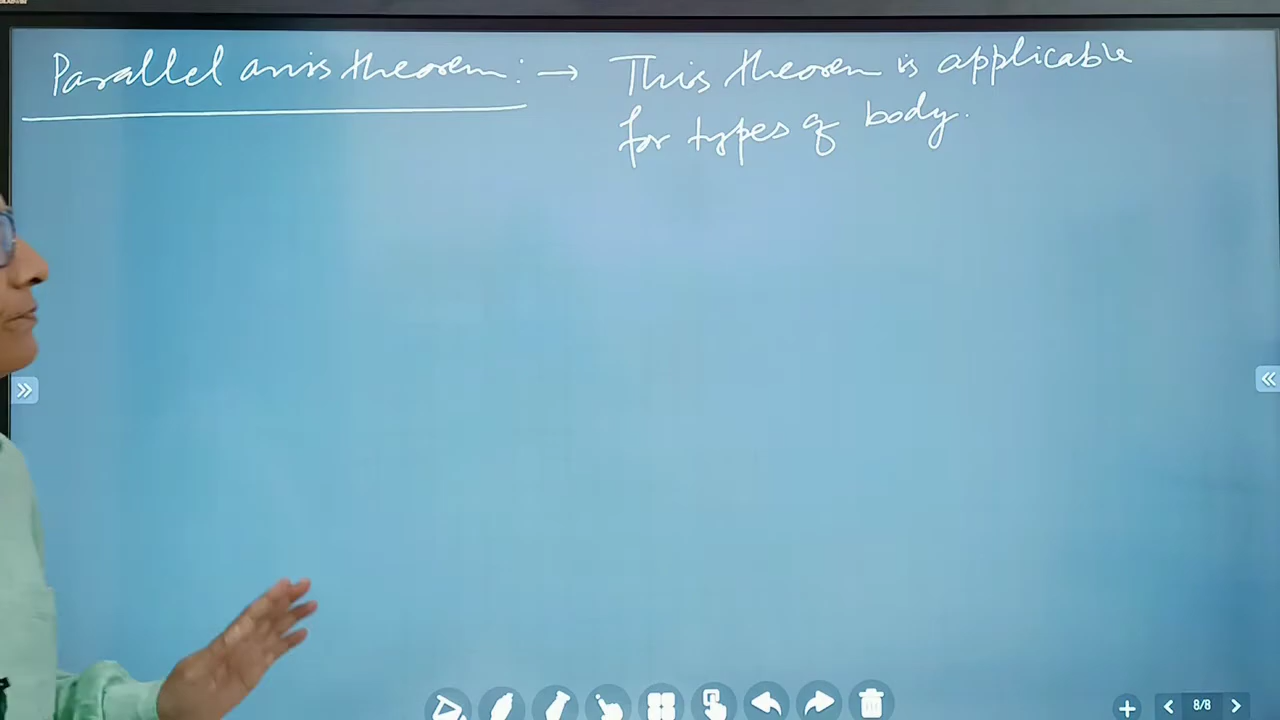 Parallel axis theorem : → This theorem is applicable
for types of body.
8/8